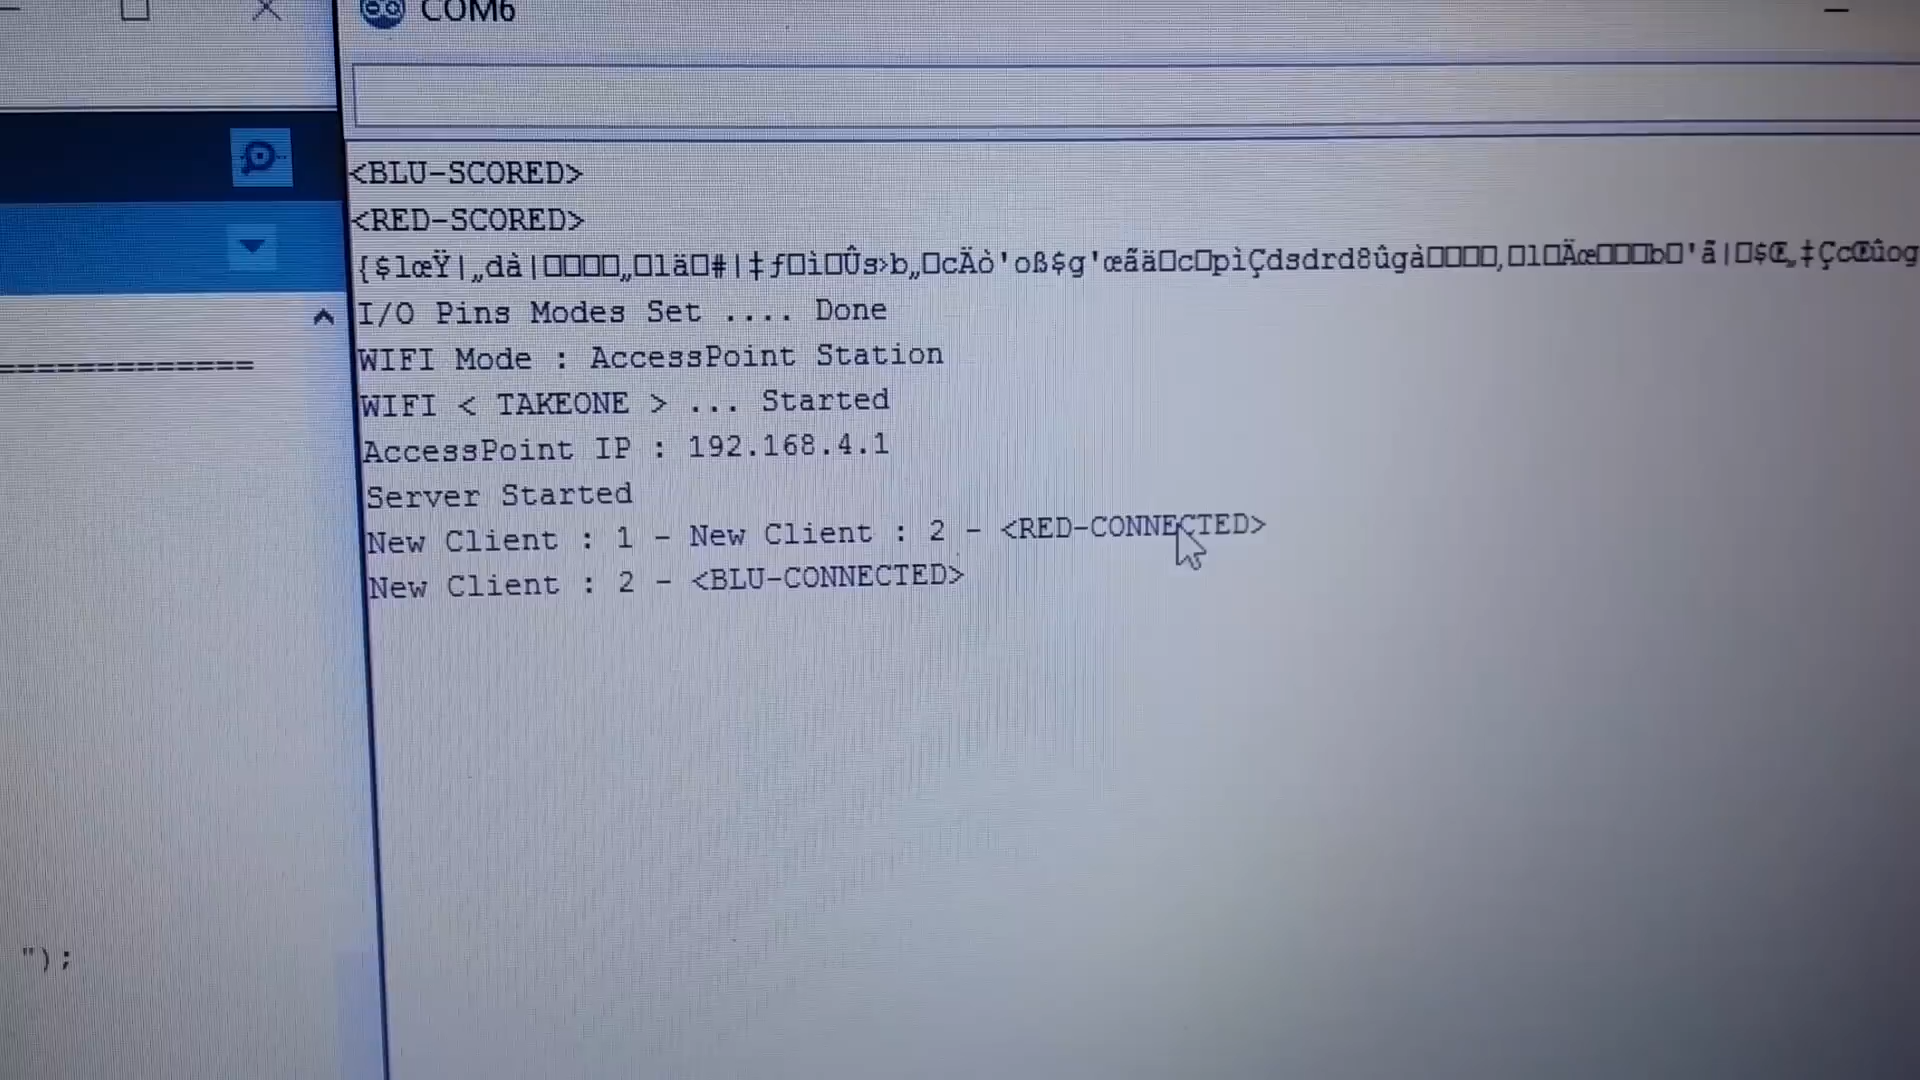 COM6
<BLU-SCORED>
<RED-SCORED>
I/O Pins Modes Set .... Done
WIFI Mode : AccessPoint Station
WIFI < TAKEONE > ... Started
AccessPoint IP : 192.168.4.1
Server Started
New Client : 1 - New Client : 2 - <RED-CONNECTED>
New Client : 2 - <BLU-CONNECTED>
=============
");